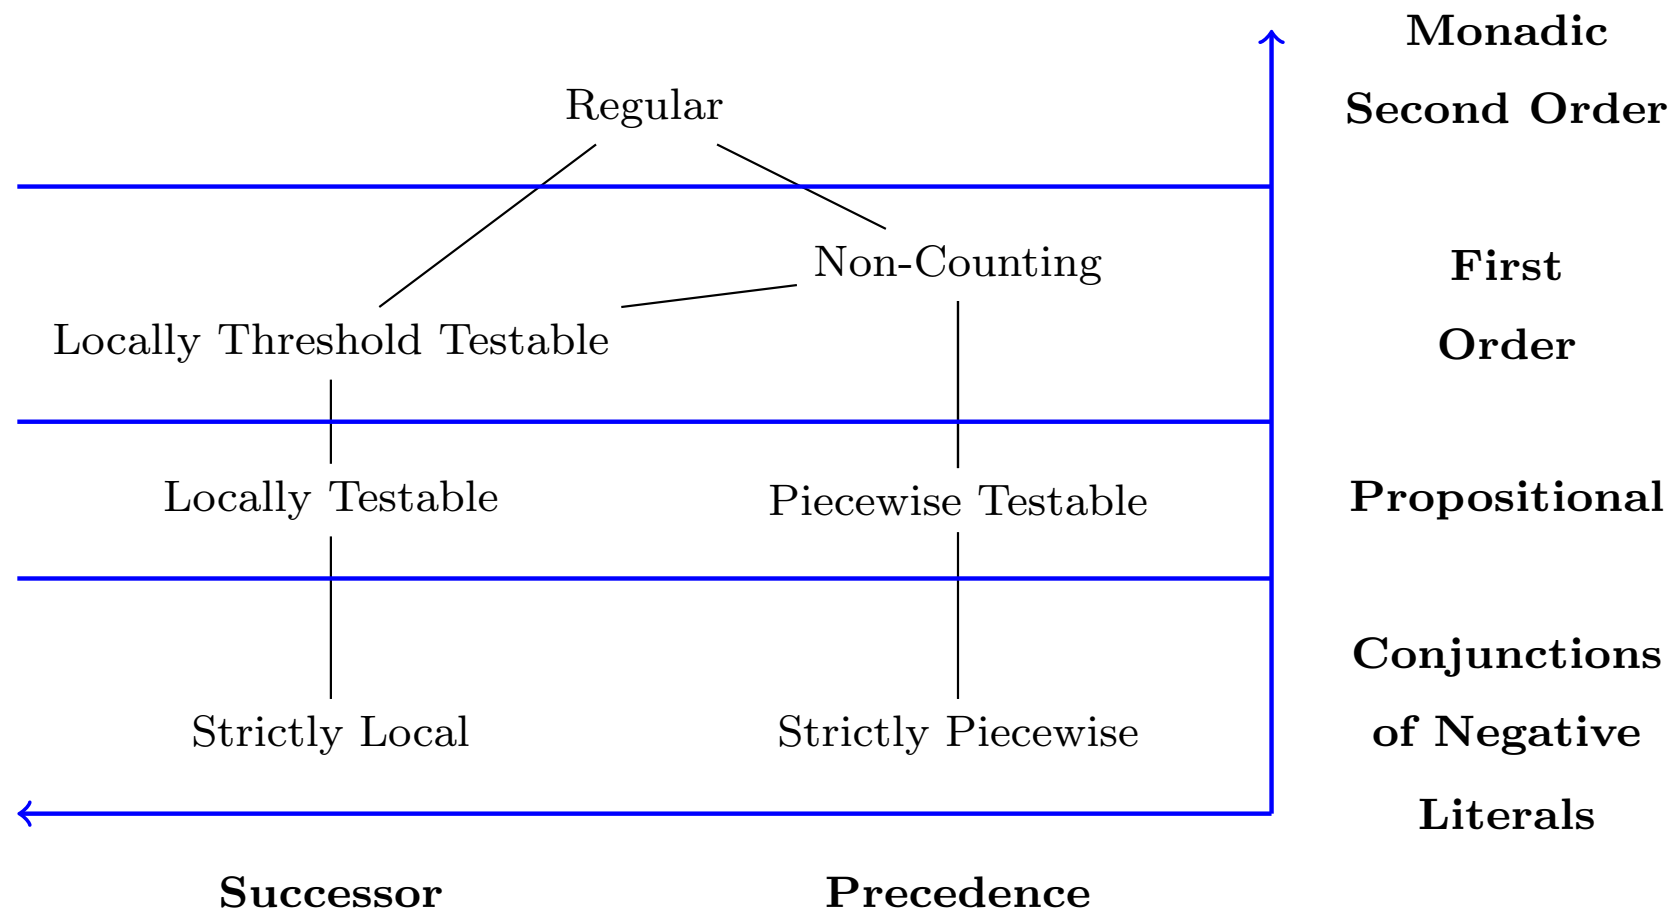 Monadic
Second Order
Regular
Non-Counting
First
Order
Locally Threshold Testable
Locally Testable
Piecewise Testable
Propositional
Conjunctions
of Negative
Literals
Strictly Local
Strictly Piecewise
Successor
Precedence